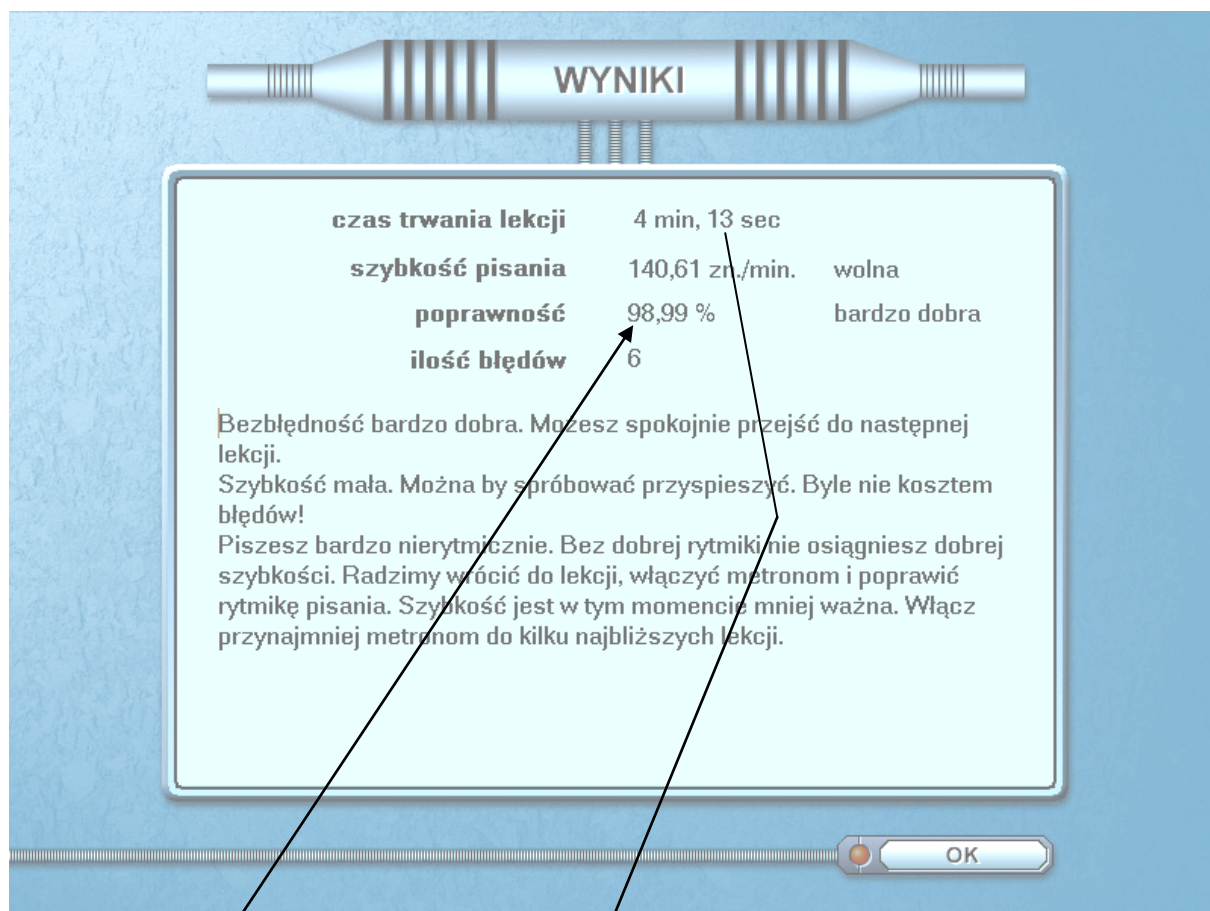 WYNIKI
czas trwania lekcji 4 min, 13 sec
szybkość pisania 140,61 zn./min. wolna
poprawność 98,99 % bardzo dobra
ilość błędów 6
Bezbłędność bardzo dobra. Możesz spokojnie przejść do następnej
lekcji.
Szybkość mała. Można by spróbować przyspieszyć. Byle nie kosztem
błędów!
Piszesz bardzo nierytmicznie. Bez dobrej rytmiki nie osiągniesz dobrej
szybkości. Radzimy wrócić do lekcji, włączyć metronom i poprawić
rytmikę pisania. Szybkość jest w tym momencie mniej ważna. Włącz
przynajmniej metronom do kilku najbliższych lekcji.
OK